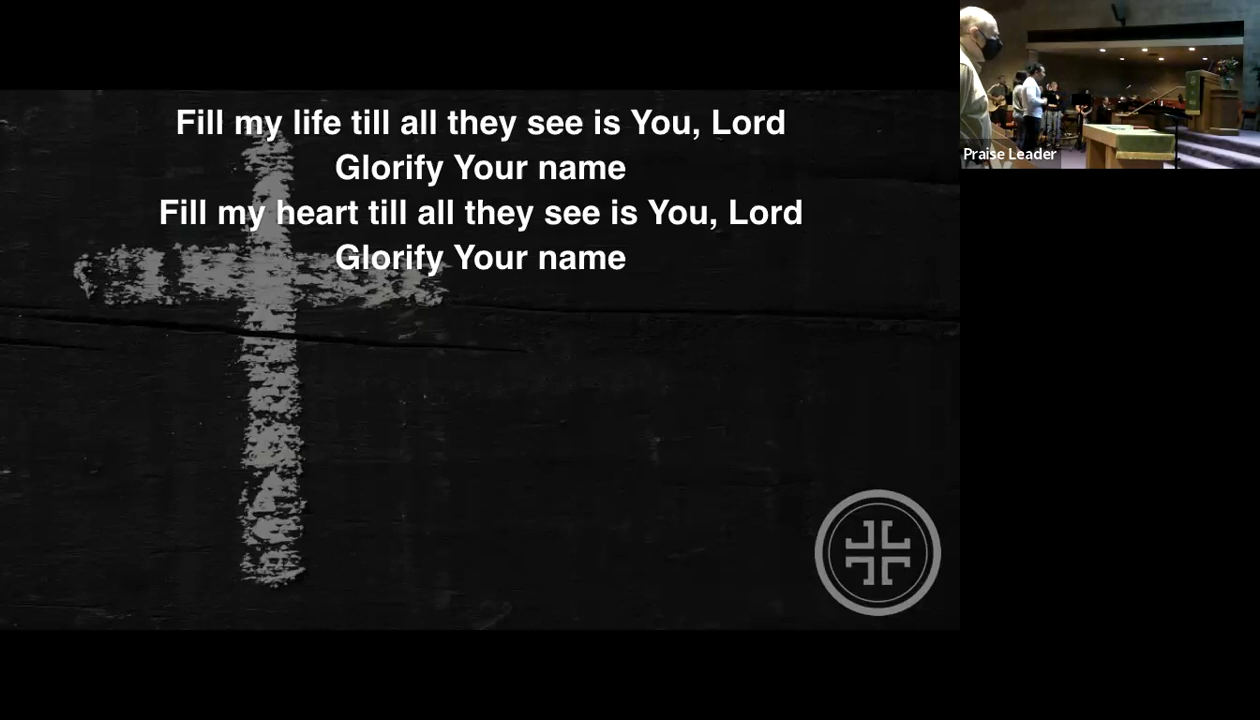 Fill my life till all they see is You, Lord
Glorify Your name
Fill my heart till all they see is You, Lord
Glorify Your name
Praise Leader